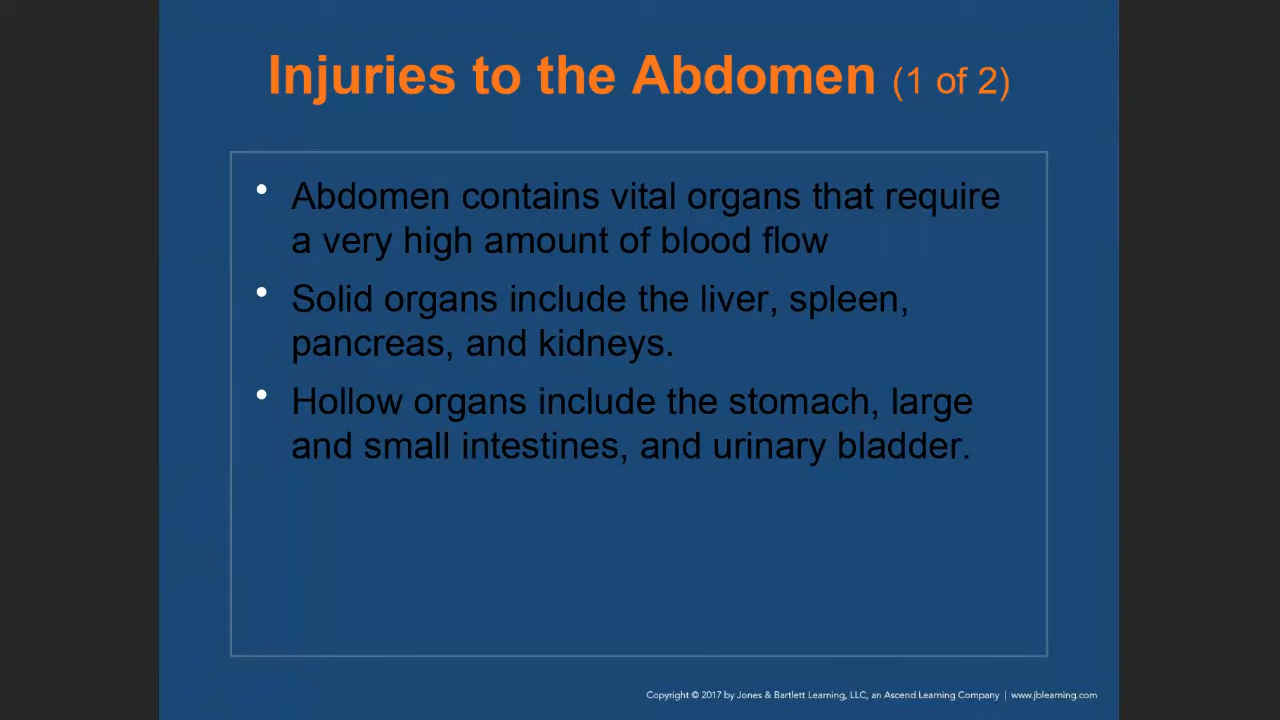 Injuries to the Abdomen (1 of 2)
• Abdomen contains vital organs that require
a very high amount of blood flow
• Solid organs include the liver, spleen,
pancreas, and kidneys.
• Hollow organs include the stomach, large
and small intestines, and urinary bladder.
Copyright © 2017 by Jones & Bartlett Learning, LLC, an Ascend Learning Company | www.jblearning.com